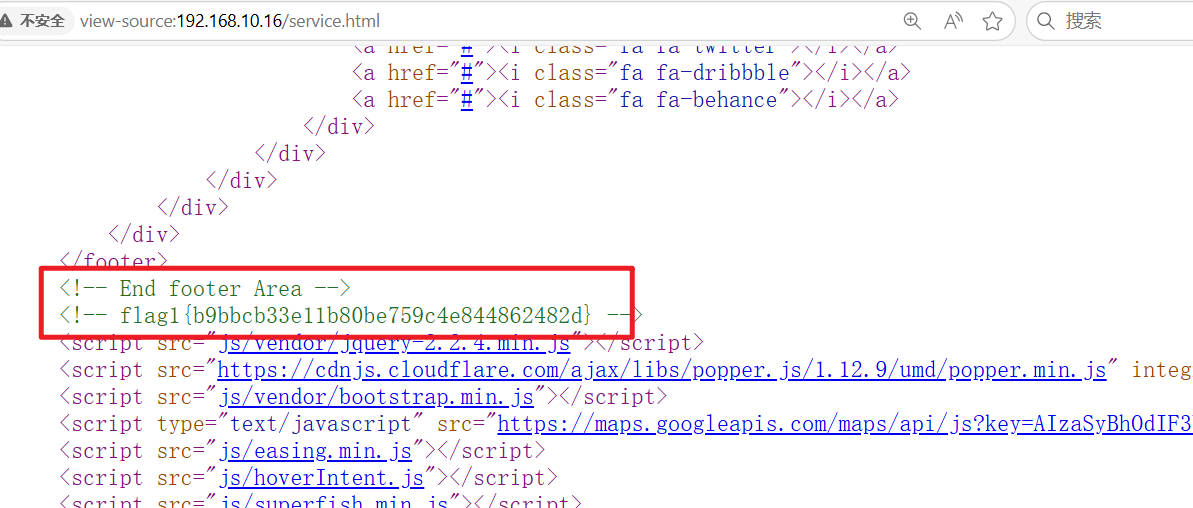 不安全 view-source:192.168.10.16/service.html 搜索
<a href="#"><i class="fa fa-twitter"></i></a>
<a href="#"><i class="fa fa-dribbble"></i></a>
<a href="#"><i class="fa fa-behance"></i></a>
</div>
</div>
</div>
</div>
</div>
</footer>
<!-- End footer Area -->
<!-- flag1{b9bbcb33e11b80be759c4e844862482d} -->
<script src="js/vendor/jquery-2.2.4.min.js"></script>
<script src="https://cdnjs.cloudflare.com/ajax/libs/popper.js/1.12.9/umd/popper.min.js" integ
<script src="js/vendor/bootstrap.min.js"></script>
<script type="text/javascript" src="https://maps.googleapis.com/maps/api/js?key=AIzaSyBhOdIF3
<script src="js/easing.min.js"></script>
<script src="js/hoverIntent.js"></script>
<script src="js/superfish.min.js"></script>